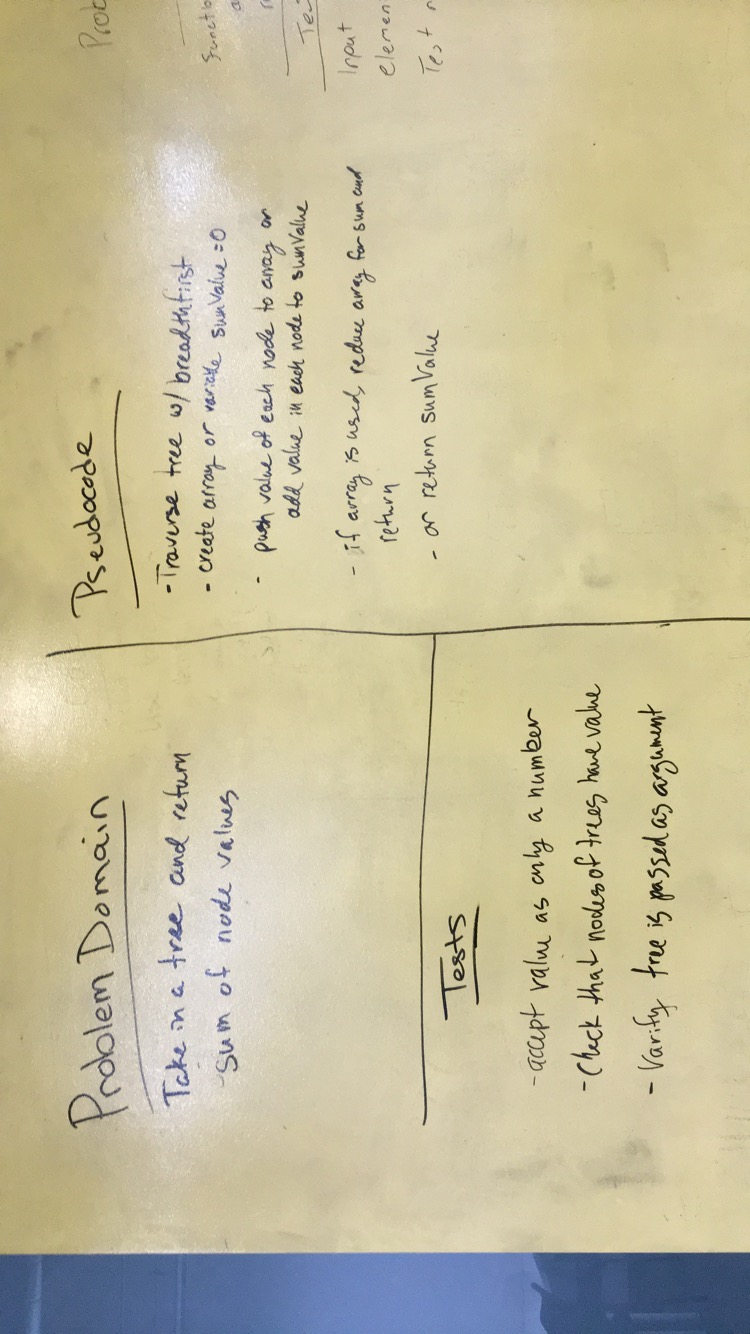 Problem Domain
Take in a tree and return
sum of node values
Tests
-accept value as only a number
-Check that nodes of trees have value
- Varify tree is passed as argument
Pseudocode
-Traverse tree w/ breadthfirst
- create array or variable sumValue = 0
- push value of each node to array or
add value in each node to sumValue
- if array is used, reduce array for sum and
return
- or return sumValue
Prob
functio
a
r
Te
Input
elemen
Test n